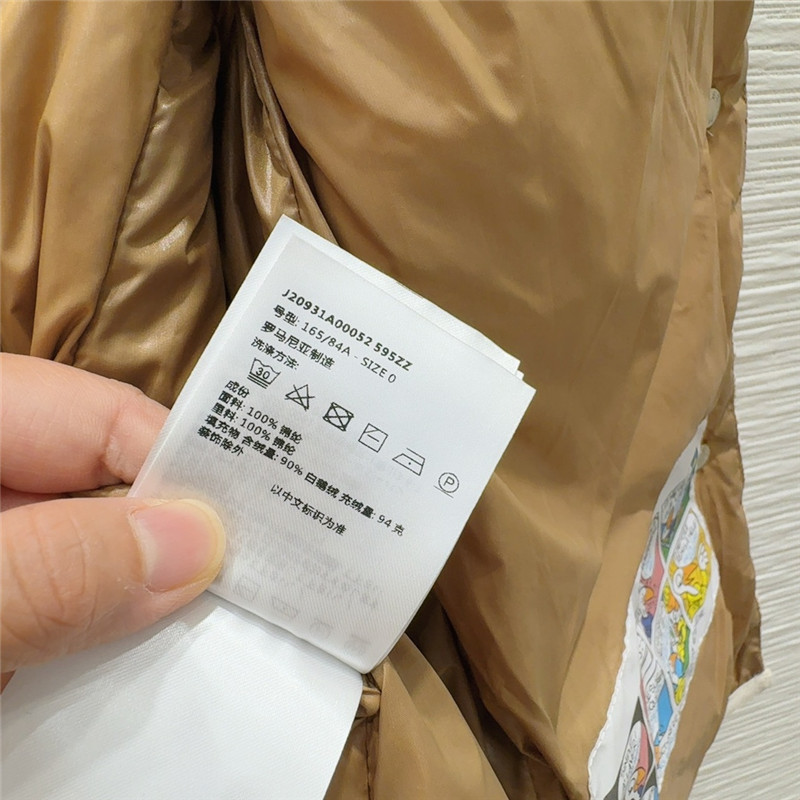 J20931A00052 595ZZ
号型: 165/84A - SIZE 0
罗马尼亚制造
洗涤方法:
30
P
成份
面料: 100% 锦纶
里料: 100% 锦纶
填充物 含绒量: 90% 白鹅绒 充绒量: 94 克
装饰除外
以中文标识为准